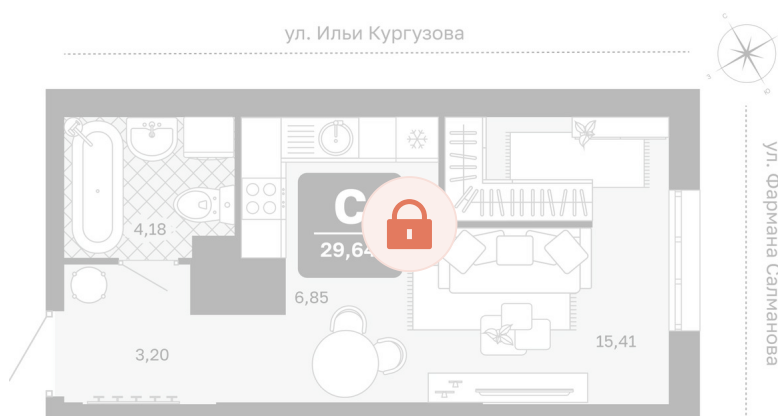 ул. Ильи Кургузова
С
З
Ю
ул. Фармана Салманова
С
29,64
4,18
6,85
3,20
15,41